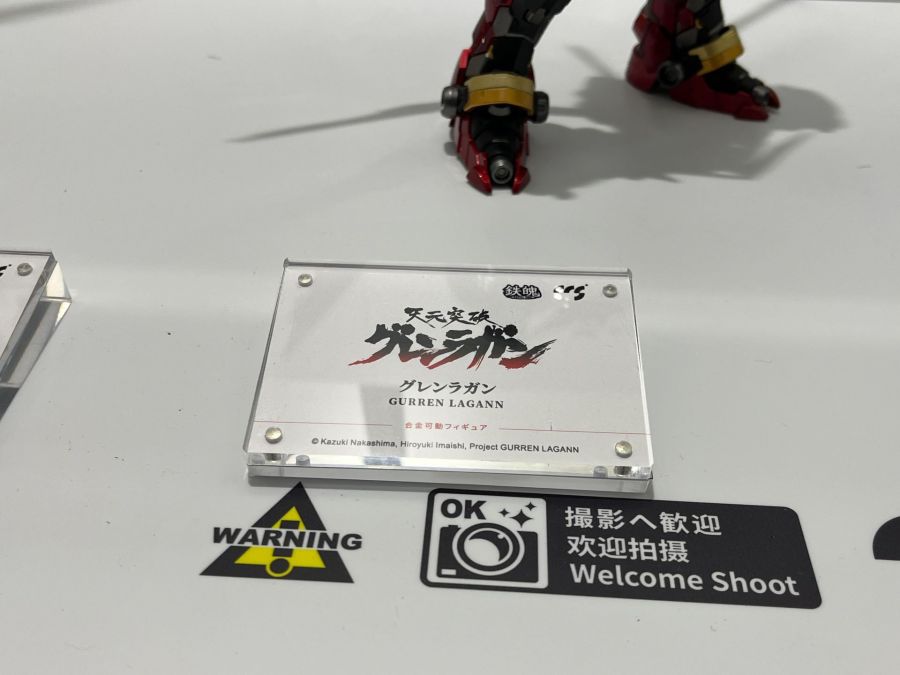 鉄魄 CCS
天元突破
グレンラガン
グレンラガン
GURREN LAGANN
合金可動フィギュア
© Kazuki Nakashima, Hiroyuki Imaishi, Project GURREN LAGANN
WARNING
OK
撮影へ歓迎
欢迎拍摄
Welcome Shoot